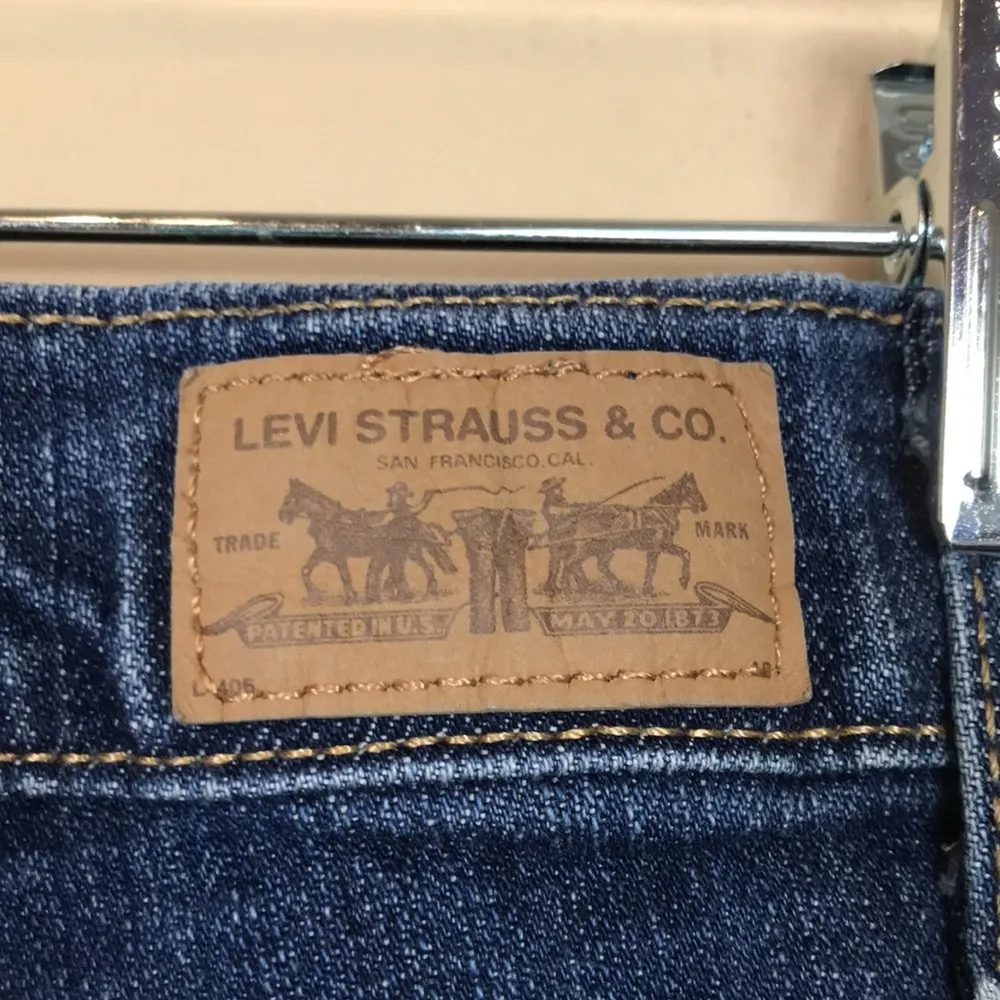 LEVI STRAUSS & CO.
SAN FRANCISCO.CAL.
TRADE MARK
PATENTED IN U.S. MAY 20 1873